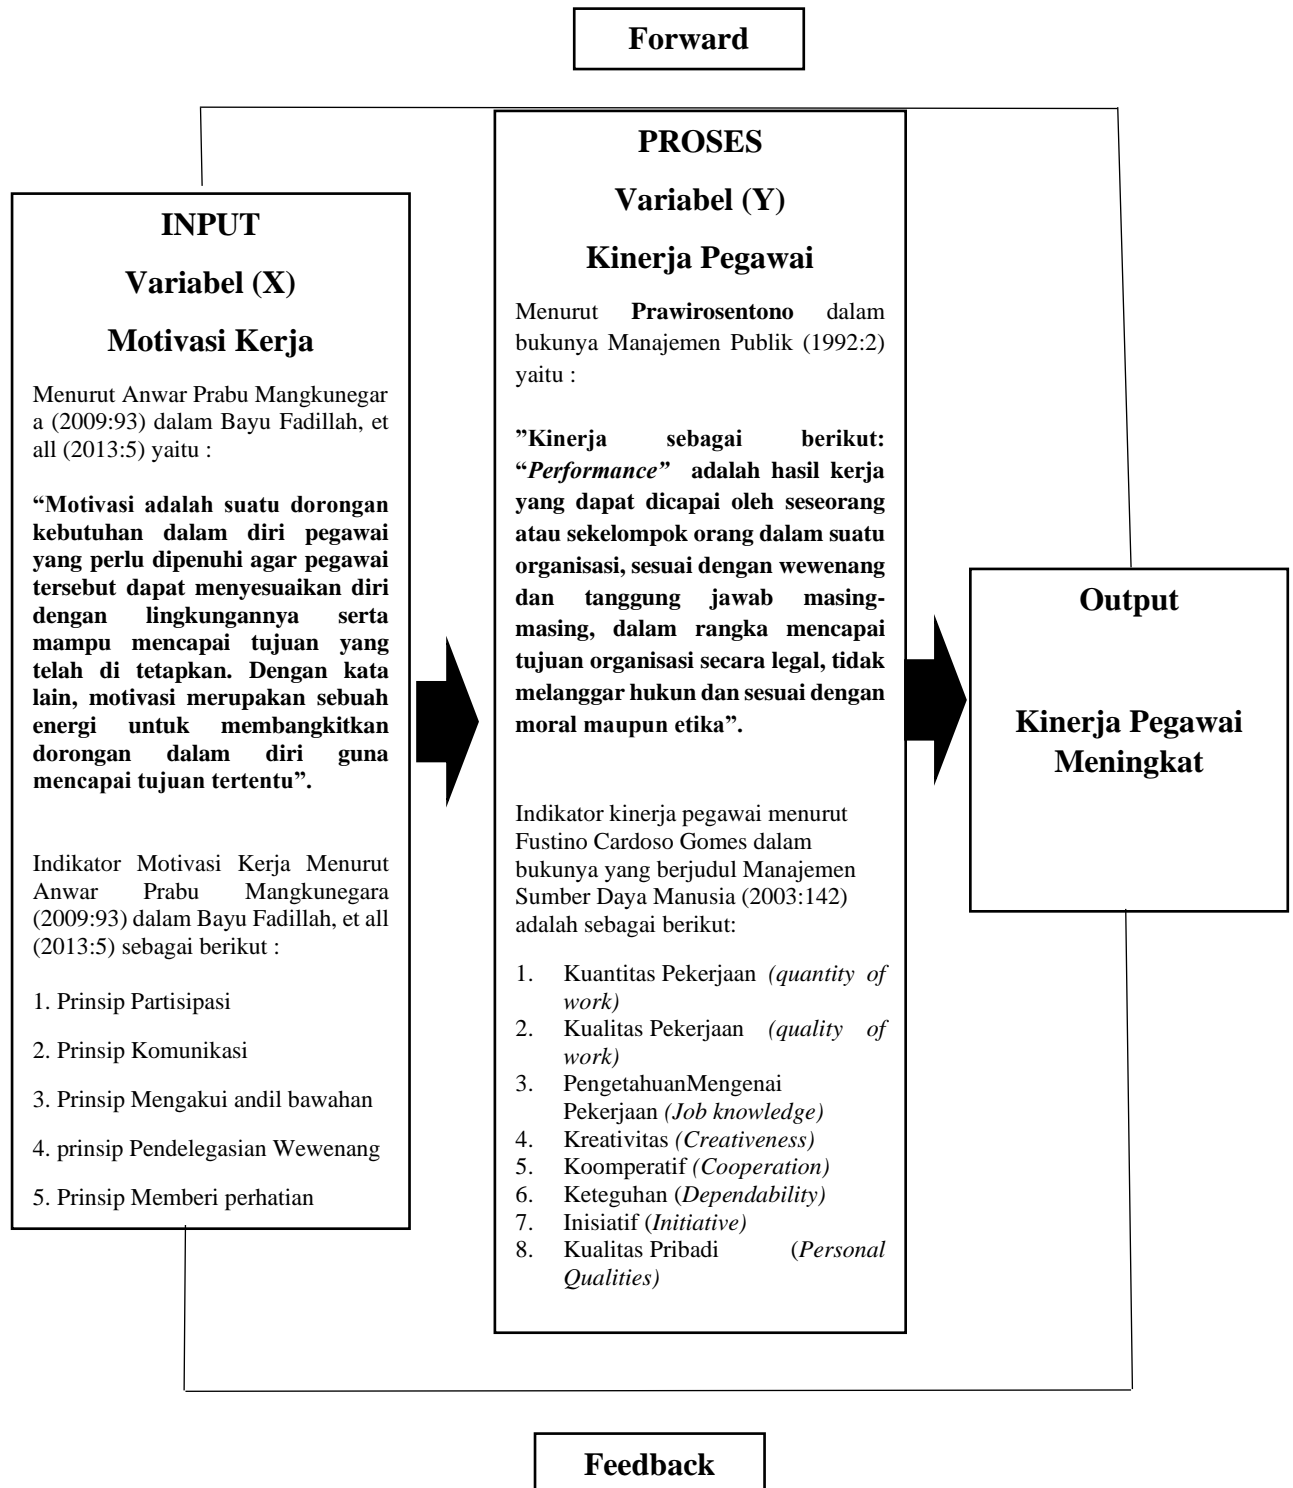 Forward
INPUT
Variabel (X)
Motivasi Kerja
Menurut Anwar Prabu Mangkunegar
a (2009:93) dalam Bayu Fadillah, et
all (2013:5) yaitu :
“Motivasi adalah suatu dorongan
kebutuhan dalam diri pegawai
yang perlu dipenuhi agar pegawai
tersebut dapat menyesuaikan diri
dengan lingkungannya serta
mampu mencapai tujuan yang
telah di tetapkan. Dengan kata
lain, motivasi merupakan sebuah
energi untuk membangkitkan
dorongan dalam diri guna
mencapai tujuan tertentu”.
Indikator Motivasi Kerja Menurut
Anwar Prabu Mangkunegara
(2009:93) dalam Bayu Fadillah, et all
(2013:5) sebagai berikut :
1. Prinsip Partisipasi
2. Prinsip Komunikasi
3. Prinsip Mengakui andil bawahan
4. prinsip Pendelegasian Wewenang
5. Prinsip Memberi perhatian
PROSES
Variabel (Y)
Kinerja Pegawai
Menurut Prawirosentono dalam
bukunya Manajemen Publik (1992:2)
yaitu :
”Kinerja sebagai berikut:
“Performance” adalah hasil kerja
yang dapat dicapai oleh seseorang
atau sekelompok orang dalam suatu
organisasi, sesuai dengan wewenang
dan tanggung jawab masing-
masing, dalam rangka mencapai
tujuan organisasi secara legal, tidak
melanggar hukun dan sesuai dengan
moral maupun etika”.
Indikator kinerja pegawai menurut
Fustino Cardoso Gomes dalam
bukunya yang berjudul Manajemen
Sumber Daya Manusia (2003:142)
adalah sebagai berikut:
1. Kuantitas Pekerjaan (quantity of
work)
2. Kualitas Pekerjaan (quality of
work)
3. PengetahuanMengenai
Pekerjaan (Job knowledge)
4. Kreativitas (Creativeness)
5. Koomperatif (Cooperation)
6. Keteguhan (Dependability)
7. Inisiatif (Initiative)
8. Kualitas Pribadi (Personal
Qualities)
Output
Kinerja Pegawai
Meningkat
Feedback